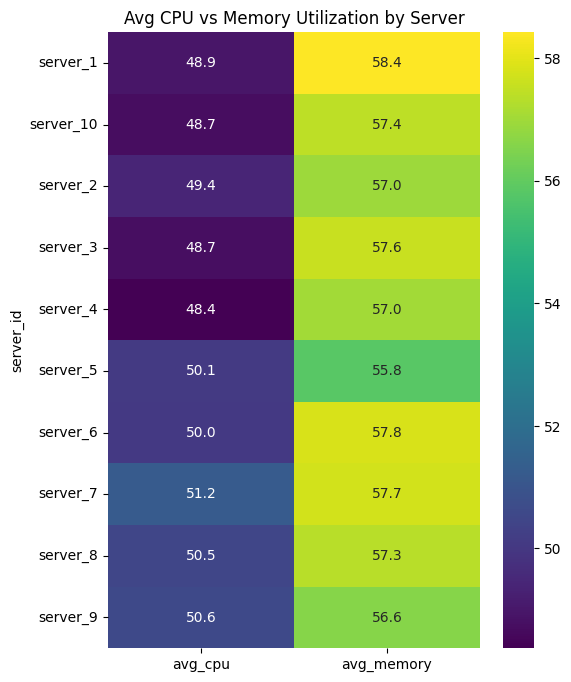 Avg CPU vs Memory Utilization by Server
server_id
server_1 48.9 58.4
server_10 48.7 57.4
server_2 49.4 57.0
server_3 48.7 57.6
server_4 48.4 57.0
server_5 50.1 55.8
server_6 50.0 57.8
server_7 51.2 57.7
server_8 50.5 57.3
server_9 50.6 56.6
avg_cpu avg_memory
58
56
54
52
50